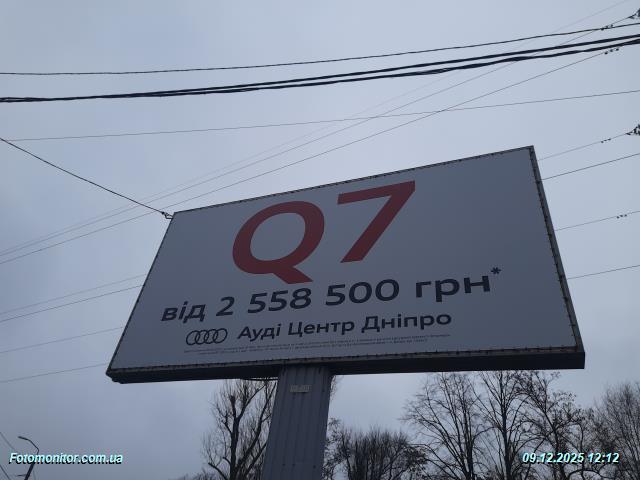 Q7
від 2 558 500 грн*
Ауді Центр Дніпро
Fotomonitor.com.ua
09.12.2025 12:12